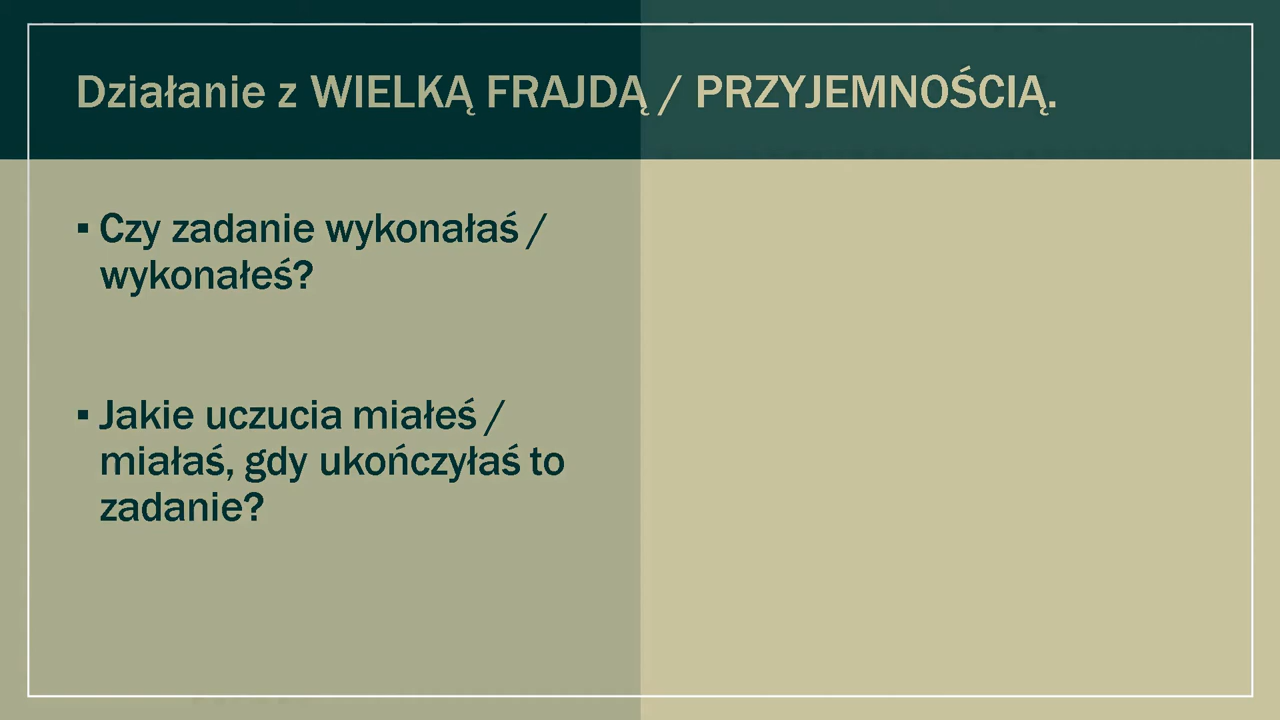 Działanie z WIELKĄ FRAJDĄ / PRZYJEMNOŚCIĄ.
▪ Czy zadanie wykonałaś /
wykonałeś?
▪ Jakie uczucia miałeś /
miałaś, gdy ukończyłaś to
zadanie?